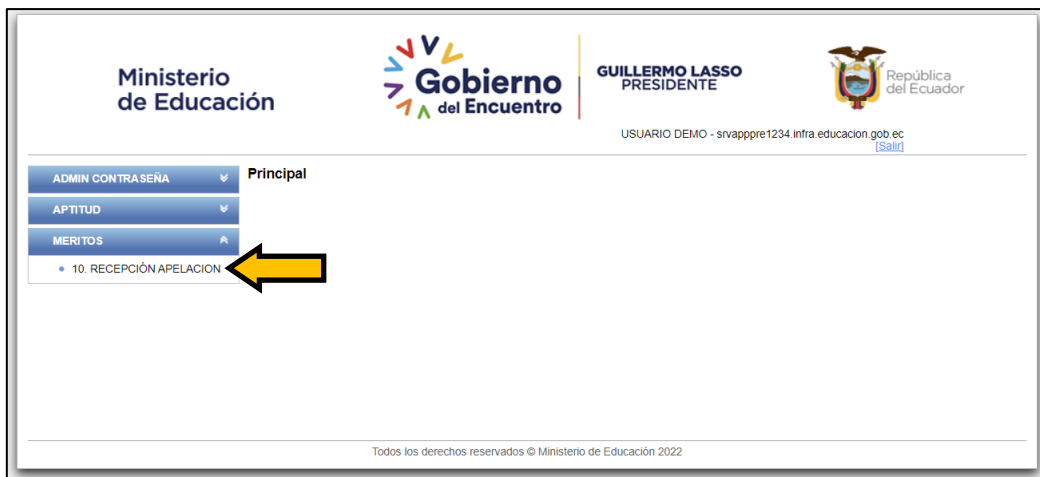 Ministerio
de Educación
Gobierno
del Encuentro
GUILLERMO LASSO
PRESIDENTE
República
del Ecuador
USUARIO DEMO - srvapppre1234.infra.educacion.gob.ec
[Salir]
ADMIN CONTRASEÑA
Principal
APTITUD
MERITOS
10. RECEPCIÓN APELACION
Todos los derechos reservados © Ministerio de Educación 2022